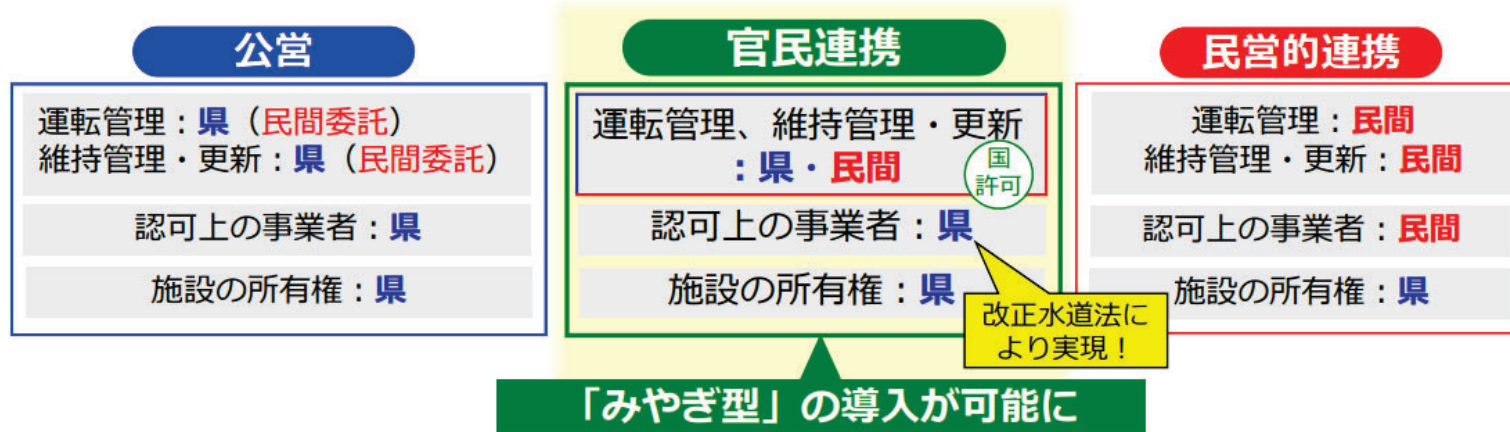 公営
運転管理：県（民間委託）
維持管理・更新：県（民間委託）
認可上の事業者：県
施設の所有権：県
官民連携
運転管理、維持管理・更新
：県・民間
国
許可
認可上の事業者：県
施設の所有権：県
改正水道法に
より実現！
「みやぎ型」の導入が可能に
民営的連携
運転管理：民間
維持管理・更新：民間
認可上の事業者：民間
施設の所有権：県